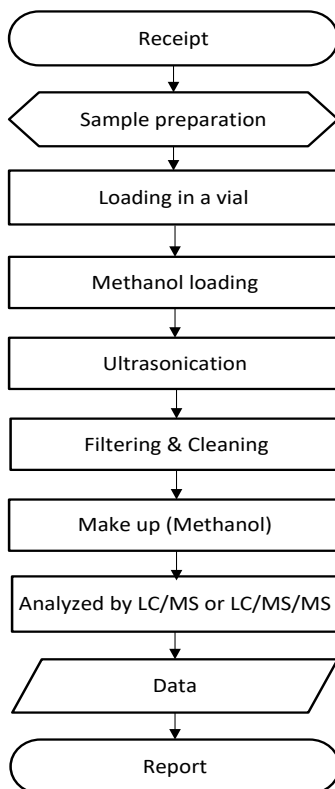 Receipt
Sample preparation
Loading in a vial
Methanol loading
Ultrasonication
Filtering & Cleaning
Make up (Methanol)
Analyzed by LC/MS or LC/MS/MS
Data
Report